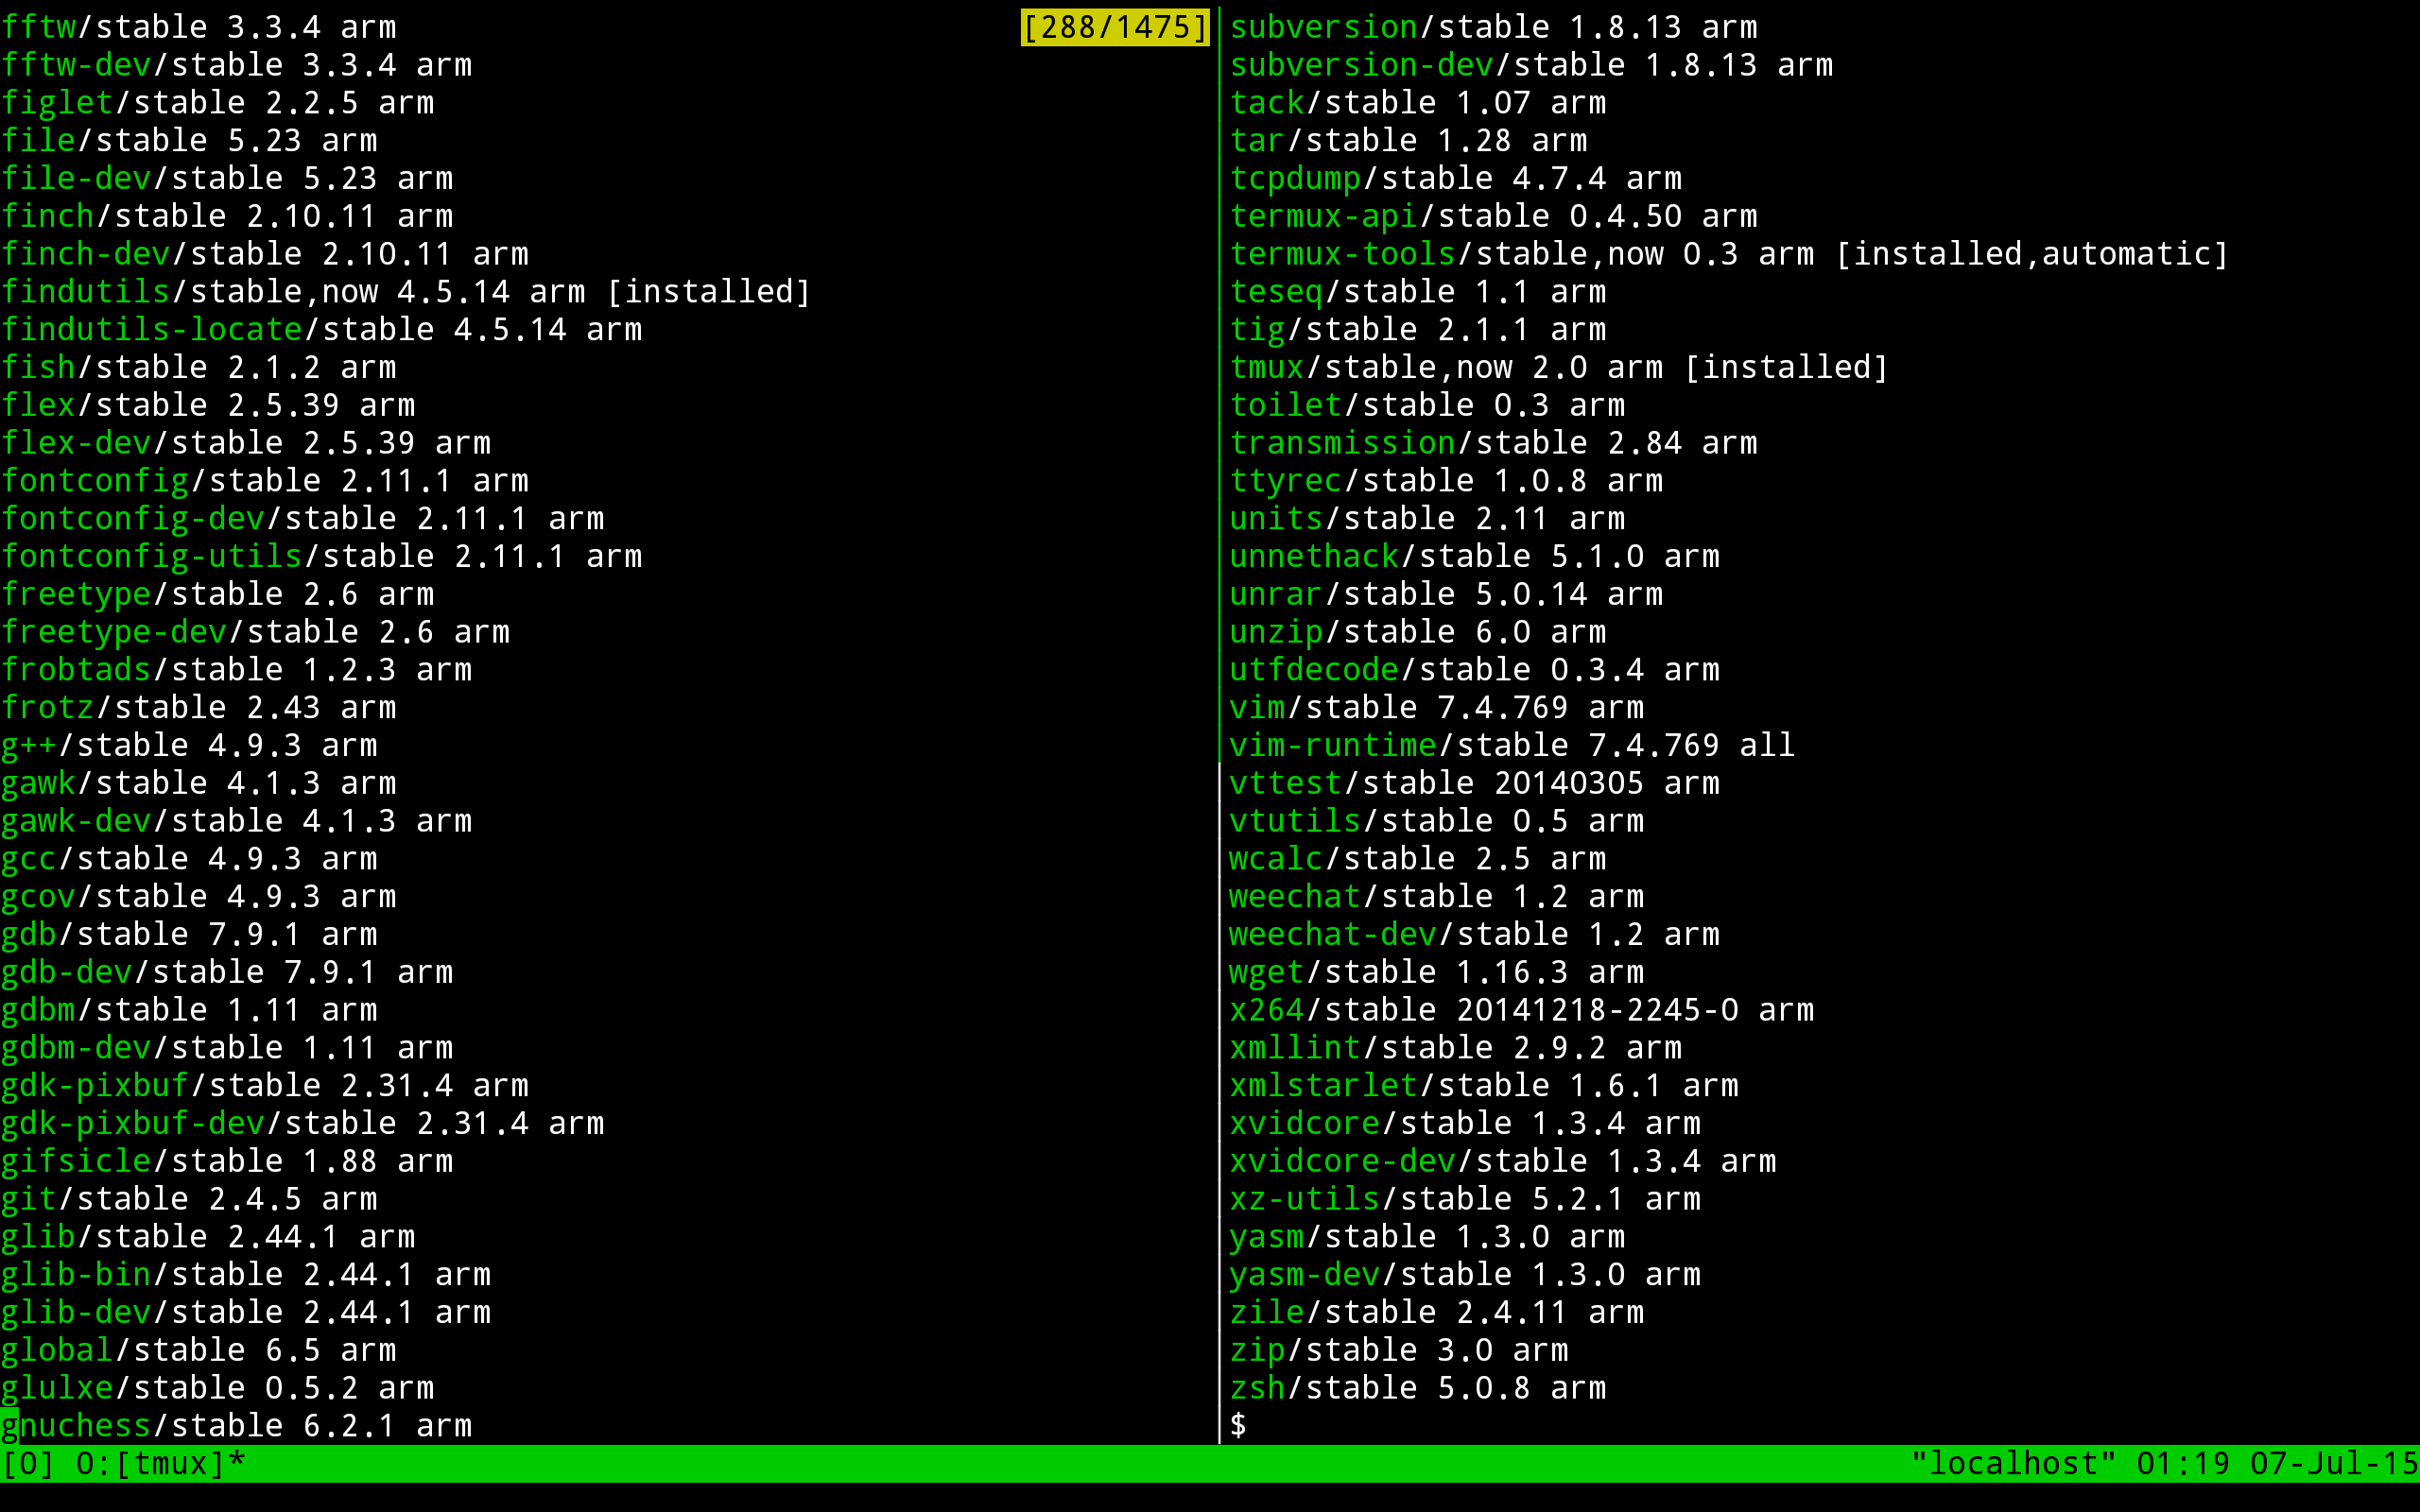 fftw/stable 3.3.4 arm
[288/1475]
fftw-dev/stable 3.3.4 arm
figlet/stable 2.2.5 arm
file/stable 5.23 arm
file-dev/stable 5.23 arm
finch/stable 2.10.11 arm
finch-dev/stable 2.10.11 arm
findutils/stable,now 4.5.14 arm [installed]
findutils-locate/stable 4.5.14 arm
fish/stable 2.1.2 arm
flex/stable 2.5.39 arm
flex-dev/stable 2.5.39 arm
fontconfig/stable 2.11.1 arm
fontconfig-dev/stable 2.11.1 arm
fontconfig-utils/stable 2.11.1 arm
freetype/stable 2.6 arm
freetype-dev/stable 2.6 arm
frobtads/stable 1.2.3 arm
frotz/stable 2.43 arm
g++/stable 4.9.3 arm
gawk/stable 4.1.3 arm
gawk-dev/stable 4.1.3 arm
gcc/stable 4.9.3 arm
gcov/stable 4.9.3 arm
gdb/stable 7.9.1 arm
gdb-dev/stable 7.9.1 arm
gdbm/stable 1.11 arm
gdbm-dev/stable 1.11 arm
gdk-pixbuf/stable 2.31.4 arm
gdk-pixbuf-dev/stable 2.31.4 arm
gifsicle/stable 1.88 arm
git/stable 2.4.5 arm
glib/stable 2.44.1 arm
glib-bin/stable 2.44.1 arm
glib-dev/stable 2.44.1 arm
global/stable 6.5 arm
glulxe/stable 0.5.2 arm
gnuchess/stable 6.2.1 arm
subversion/stable 1.8.13 arm
subversion-dev/stable 1.8.13 arm
tack/stable 1.07 arm
tar/stable 1.28 arm
tcpdump/stable 4.7.4 arm
termux-api/stable 0.4.50 arm
termux-tools/stable,now 0.3 arm [installed,automatic]
teseq/stable 1.1 arm
tig/stable 2.1.1 arm
tmux/stable,now 2.0 arm [installed]
toilet/stable 0.3 arm
transmission/stable 2.84 arm
ttyrec/stable 1.0.8 arm
units/stable 2.11 arm
unnethack/stable 5.1.0 arm
unrar/stable 5.0.14 arm
unzip/stable 6.0 arm
utfdecode/stable 0.3.4 arm
vim/stable 7.4.769 arm
vim-runtime/stable 7.4.769 all
vttest/stable 20140305 arm
vtutils/stable 0.5 arm
wcalc/stable 2.5 arm
weechat/stable 1.2 arm
weechat-dev/stable 1.2 arm
wget/stable 1.16.3 arm
x264/stable 20141218-2245-0 arm
xmllint/stable 2.9.2 arm
xmlstarlet/stable 1.6.1 arm
xvidcore/stable 1.3.4 arm
xvidcore-dev/stable 1.3.4 arm
xz-utils/stable 5.2.1 arm
yasm/stable 1.3.0 arm
yasm-dev/stable 1.3.0 arm
zile/stable 2.4.11 arm
zip/stable 3.0 arm
zsh/stable 5.0.8 arm
$
[0] 0:[tmux]* "localhost" 01:19 07-Jul-15